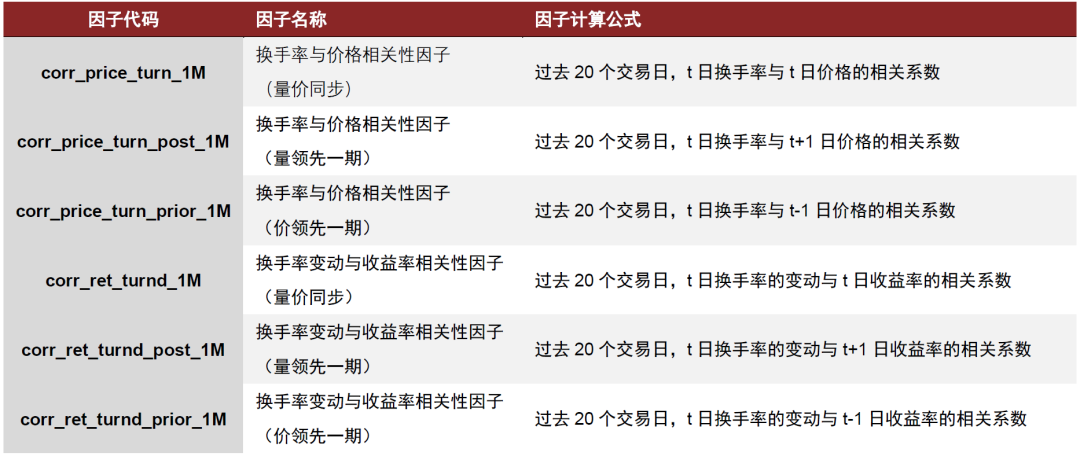 因子代码 因子名称 因子计算公式
corr_price_turn_1M 换手率与价格相关性因子
（量价同步） 过去 20 个交易日，t 日换手率与 t 日价格的相关系数
corr_price_turn_post_1M 换手率与价格相关性因子
（量领先一期） 过去 20 个交易日，t 日换手率与 t+1 日价格的相关系数
corr_price_turn_prior_1M 换手率与价格相关性因子
（价领先一期） 过去 20 个交易日，t 日换手率与 t-1 日价格的相关系数
corr_ret_turnd_1M 换手率变动与收益率相关性因子
（量价同步） 过去 20 个交易日，t 日换手率的变动与 t 日收益率的相关系数
corr_ret_turnd_post_1M 换手率变动与收益率相关性因子
（量领先一期） 过去 20 个交易日，t 日换手率的变动与 t+1 日收益率的相关系数
corr_ret_turnd_prior_1M 换手率变动与收益率相关性因子
（价领先一期） 过去 20 个交易日，t 日换手率的变动与 t-1 日收益率的相关系数